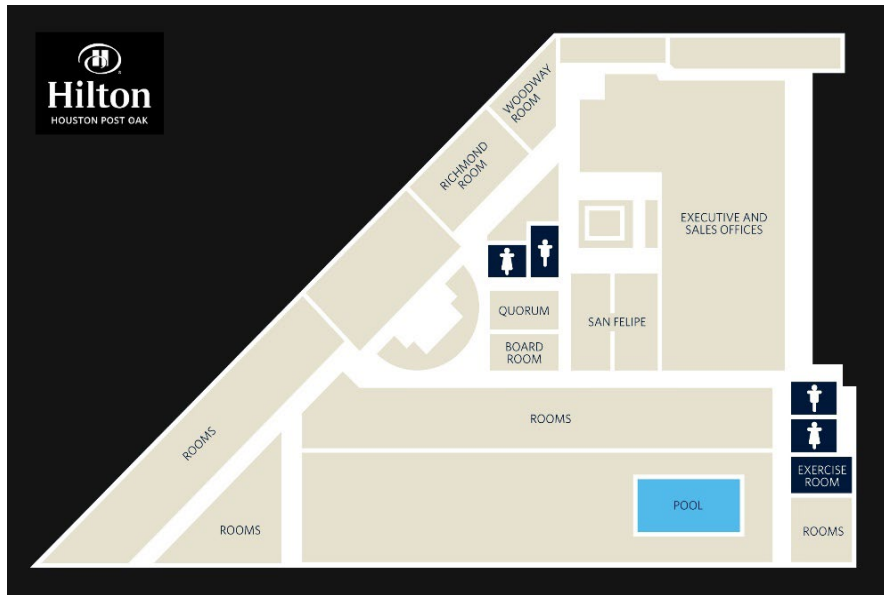 Hilton
HOUSTON POST OAK
WOODWAY
ROOM
RICHMOND
ROOM
EXECUTIVE AND
SALES OFFICES
QUORUM
SAN FELIPE
BOARD
ROOM
ROOMS
ROOMS
EXERCISE
ROOM
POOL
ROOMS
ROOMS